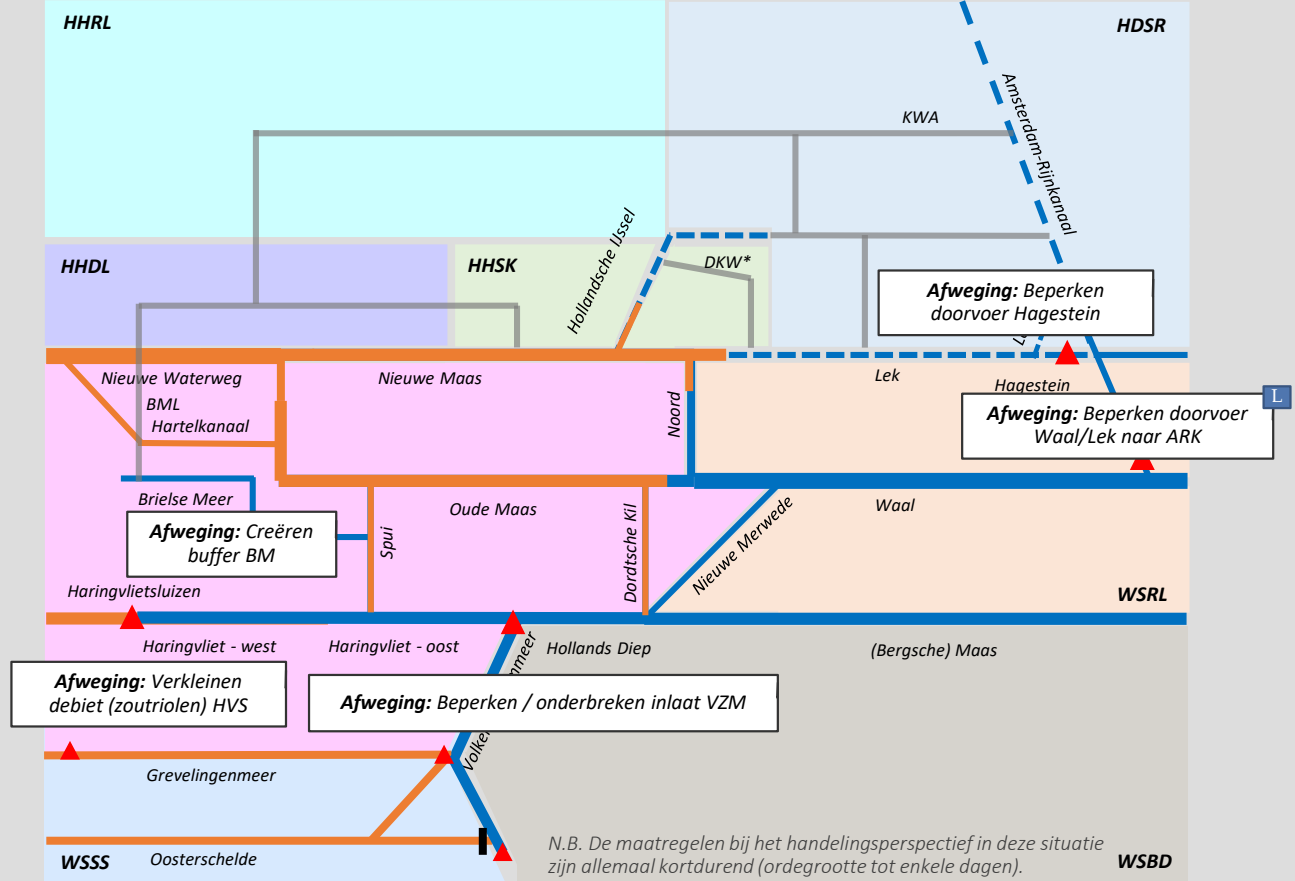 HHRL
HDSR
Amsterdam-Rijnkanaal
KWA
Hollandsche IJssel
HHDL
HHSK
DKW*
Afweging: Beperken
doorvoer Hagestein
Nieuwe Waterweg
Nieuwe Maas
Lek
Hagestein
BML
Hartelkanaal
Noord
L
Afweging: Beperken doorvoer
Waal/Lek naar ARK
Brielse Meer
Oude Maas
Waal
Afweging: Creëren
buffer BM
Spui
Dordtsche Kil
Nieuwe Merwede
Haringvlietsluizen
WSRL
Haringvliet - west
Haringvliet - oost
Hollands Diep
(Bergsche) Maas
Afweging: Verkleinen
debiet (zoutriolen) HVS
Afweging: Beperken / onderbreken inlaat VZM
Grevelingenmeer
N.B. De maatregelen bij het handelingsperspectief in deze situatie
zijn allemaal kortdurend (ordegrootte tot enkele dagen).
WSSS
Oosterschelde
WSBD